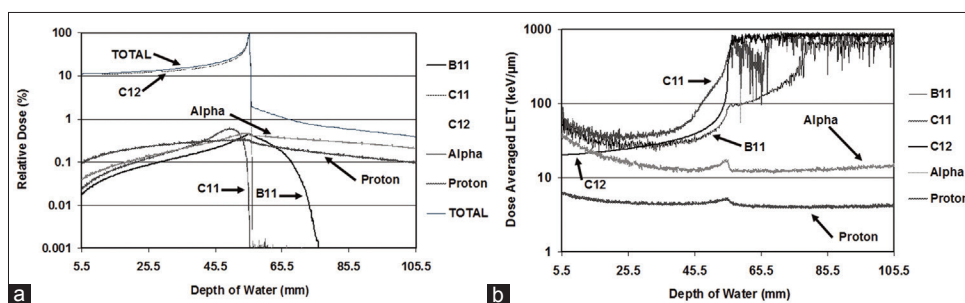 100
10
1
0.1
0.01
0.001
Relative Dose (%)
TOTAL
C12
Alpha
Proton
C11
B11
5.5
25.5
45.5
65.5
85.5
105.5
Depth of Water (mm)
B11
C11
C12
Alpha
Proton
TOTAL
a
1000
100
10
1
Dose Averaged LET (keV/μm)
C11
B11
Alpha
C12
Proton
5.5
25.5
45.5
65.5
85.5
105.5
Depth of Water (mm)
B11
C11
C12
Alpha
Proton
b